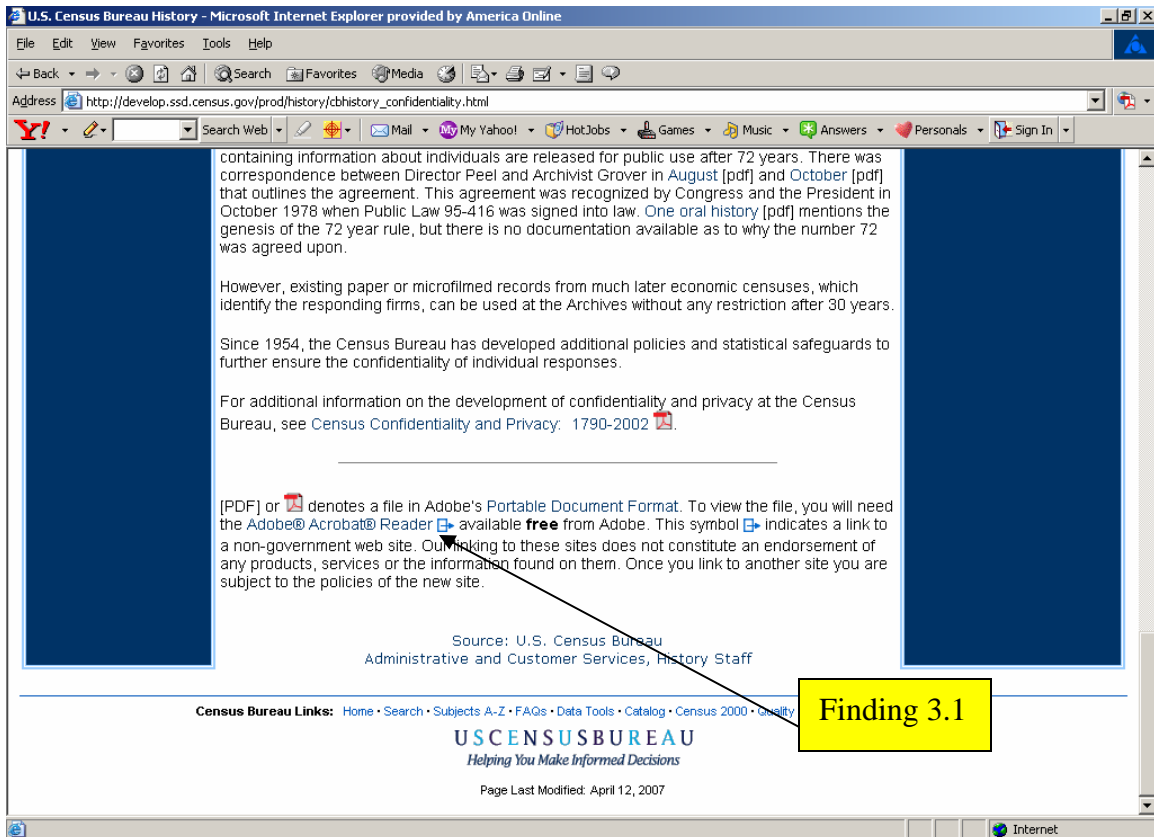 U.S. Census Bureau History - Microsoft Internet Explorer provided by America Online
File Edit View Favorites Tools Help
Back Search Favorites Media
Address http://develop.ssd.census.gov/prod/history/cbhistory_confidentiality.html
Y! Search Web Mail My Yahoo! HotJobs Games Music Answers Personals Sign In
containing information about individuals are released for public use after 72 years. There was
correspondence between Director Peel and Archivist Grover in August [pdf] and October [pdf]
that outlines the agreement. This agreement was recognized by Congress and the President in
October 1978 when Public Law 95-416 was signed into law. One oral history [pdf] mentions the
genesis of the 72 year rule, but there is no documentation available as to why the number 72
was agreed upon.
However, existing paper or microfilmed records from much later economic censuses, which
identify the responding firms, can be used at the Archives without any restriction after 30 years.
Since 1954, the Census Bureau has developed additional policies and statistical safeguards to
further ensure the confidentiality of individual responses.
For additional information on the development of confidentiality and privacy at the Census
Bureau, see Census Confidentiality and Privacy: 1790-2002 .
[PDF] or denotes a file in Adobe's Portable Document Format. To view the file, you will need
the Adobe® Acrobat® Reader available free from Adobe. This symbol indicates a link to
a non-government web site. Our linking to these sites does not constitute an endorsement of
any products, services or the information found on them. Once you link to another site you are
subject to the policies of the new site.
Source: U.S. Census Bureau
Administrative and Customer Services, History Staff
Finding 3.1
Census Bureau Links: Home · Search · Subjects A-Z · FAQs · Data Tools · Catalog · Census 2000 · Quality
USCENSUSBUREAU
Helping You Make Informed Decisions
Page Last Modified: April 12, 2007
Internet